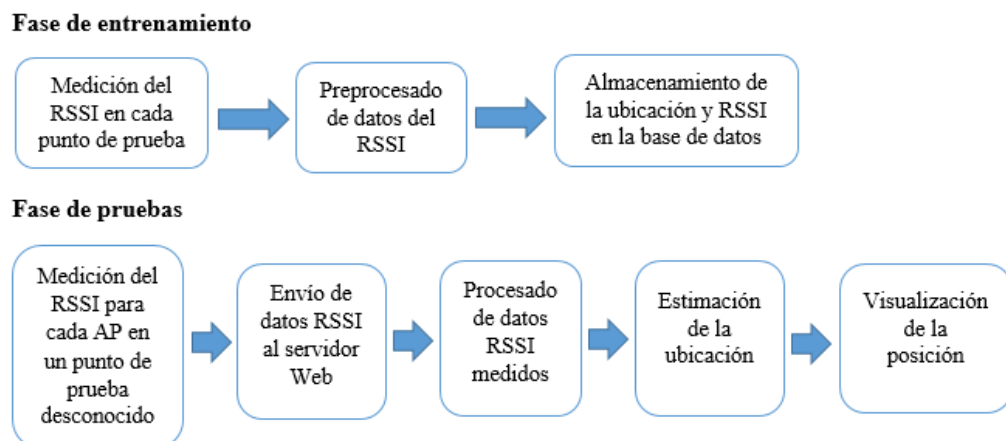 Fase de entrenamiento
Medición del
RSSI en cada
punto de prueba
Preprocesado
de datos del
RSSI
Almacenamiento de
la ubicación y RSSI
en la base de datos
Fase de pruebas
Medición del
RSSI para
cada AP en
un punto de
prueba
desconocido
Envío de
datos RSSI
al servidor
Web
Procesado
de datos
RSSI
medidos
Estimación
de la
ubicación
Visualización
de la
posición